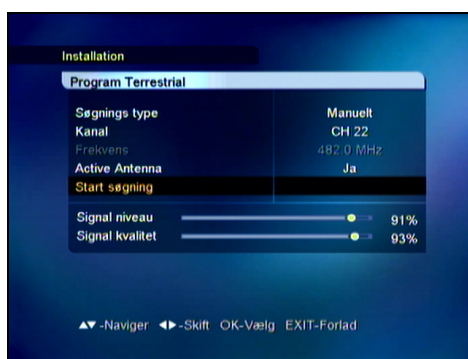 Installation
Program Terrestrial
Søgnings type Manuelt
Kanal CH 22
Frekvens 482.0 MHz
Active Antenna Ja
Start søgning
Signal niveau 91%
Signal kvalitet 93%
▲▼ -Naviger ◀▶-Skift OK-Vælg EXIT-Forlad